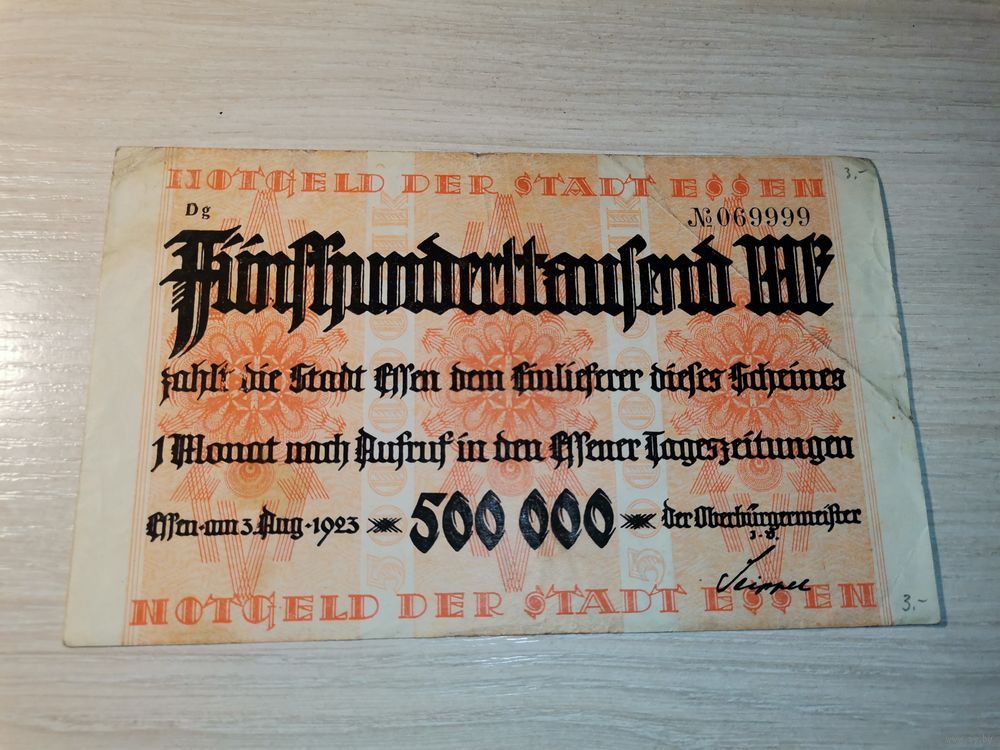 NOTGELD DER STADT ESSEN
3,-
Dg
№ 069999
Fünfhunderttausend Mk
zahlt die Stadt Essen dem Einlieferer dieses Scheines
1 Monat nach Aufruf in den Essener Tageszeitungen
Essen·am 3.Aug·1923 500 000 der Oberbürgermeister
NOTGELD DER STADT ESSEN
3,-